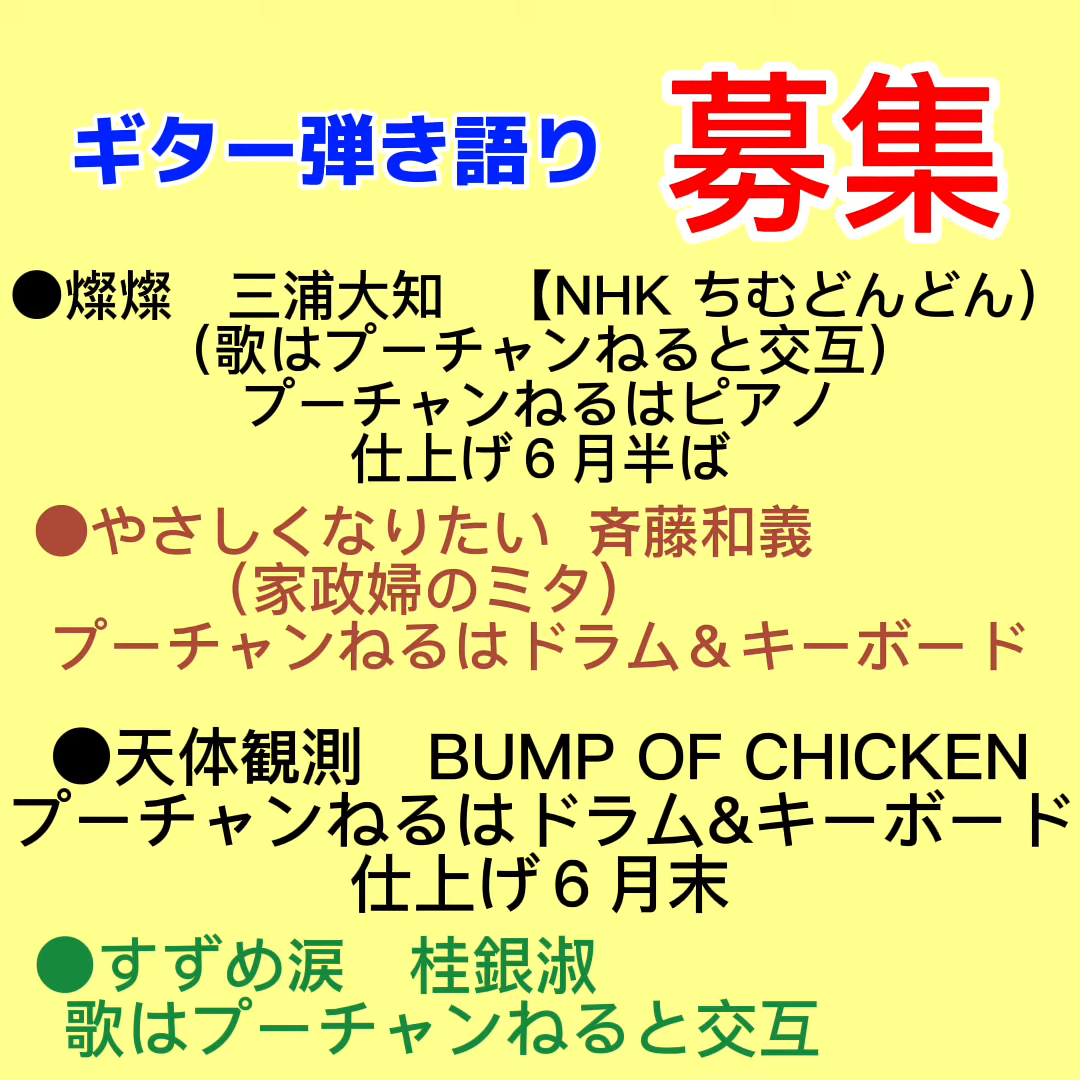 ギター弾き語り 募集
●燦燦 三浦大知 【NHK ちむどんどん）
（歌はプーチャンねると交互）
プーチャンねるはピアノ
仕上げ６月半ば
●やさしくなりたい 斉藤和義
（家政婦のミタ）
プーチャンねるはドラム＆キーボード
●天体観測 BUMP OF CHICKEN
プーチャンねるはドラム&キーボード
仕上げ６月末
●すずめ涙 桂銀淑
歌はプーチャンねると交互